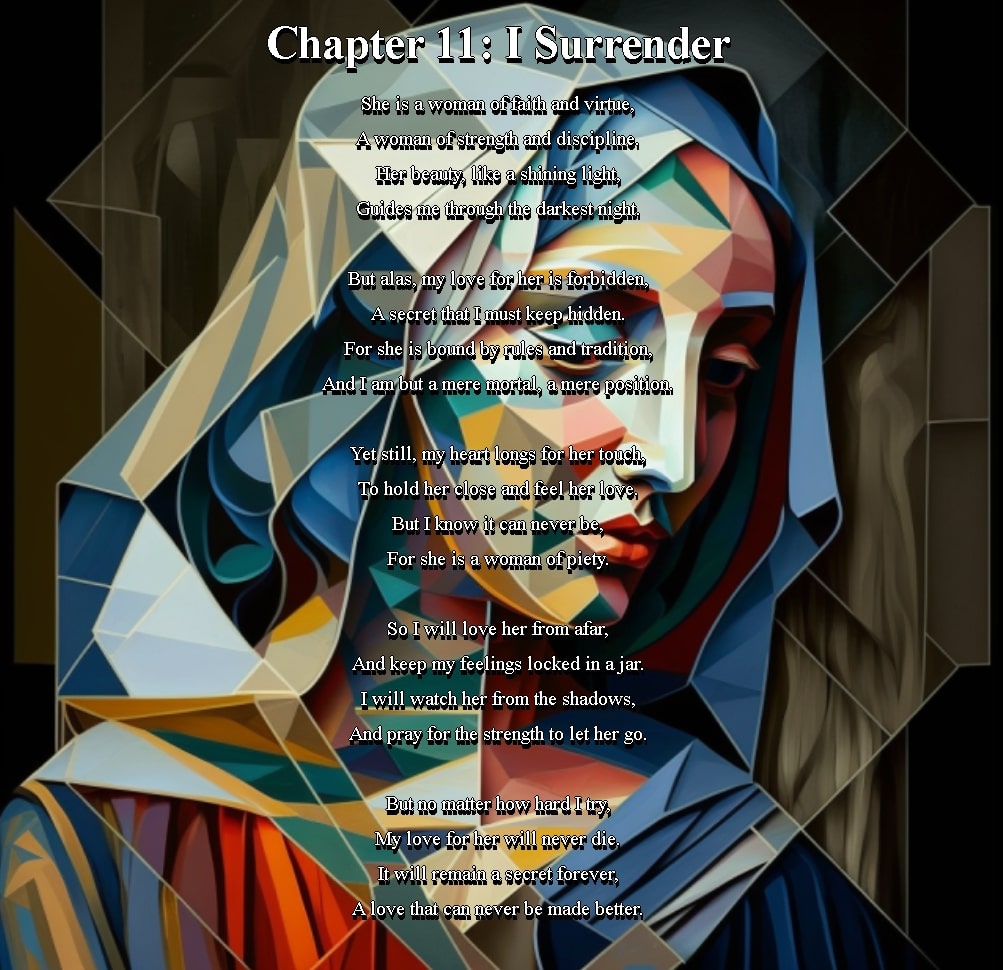 Chapter 11: I Surrender
She is a woman of faith and virtue,
A woman of strength and discipline,
Her beauty, like a shining light,
Guides me through the darkest night.
But alas, my love for her is forbidden,
A secret that I must keep hidden.
For she is bound by rules and tradition,
And I am but a mere mortal, a mere position.
Yet still, my heart longs for her touch,
To hold her close and feel her love,
But I know it can never be,
For she is a woman of piety.
So I will love her from afar,
And keep my feelings locked in a jar.
I will watch her from the shadows,
And pray for the strength to let her go.
But no matter how hard I try,
My love for her will never die.
It will remain a secret forever,
A love that can never be made better.